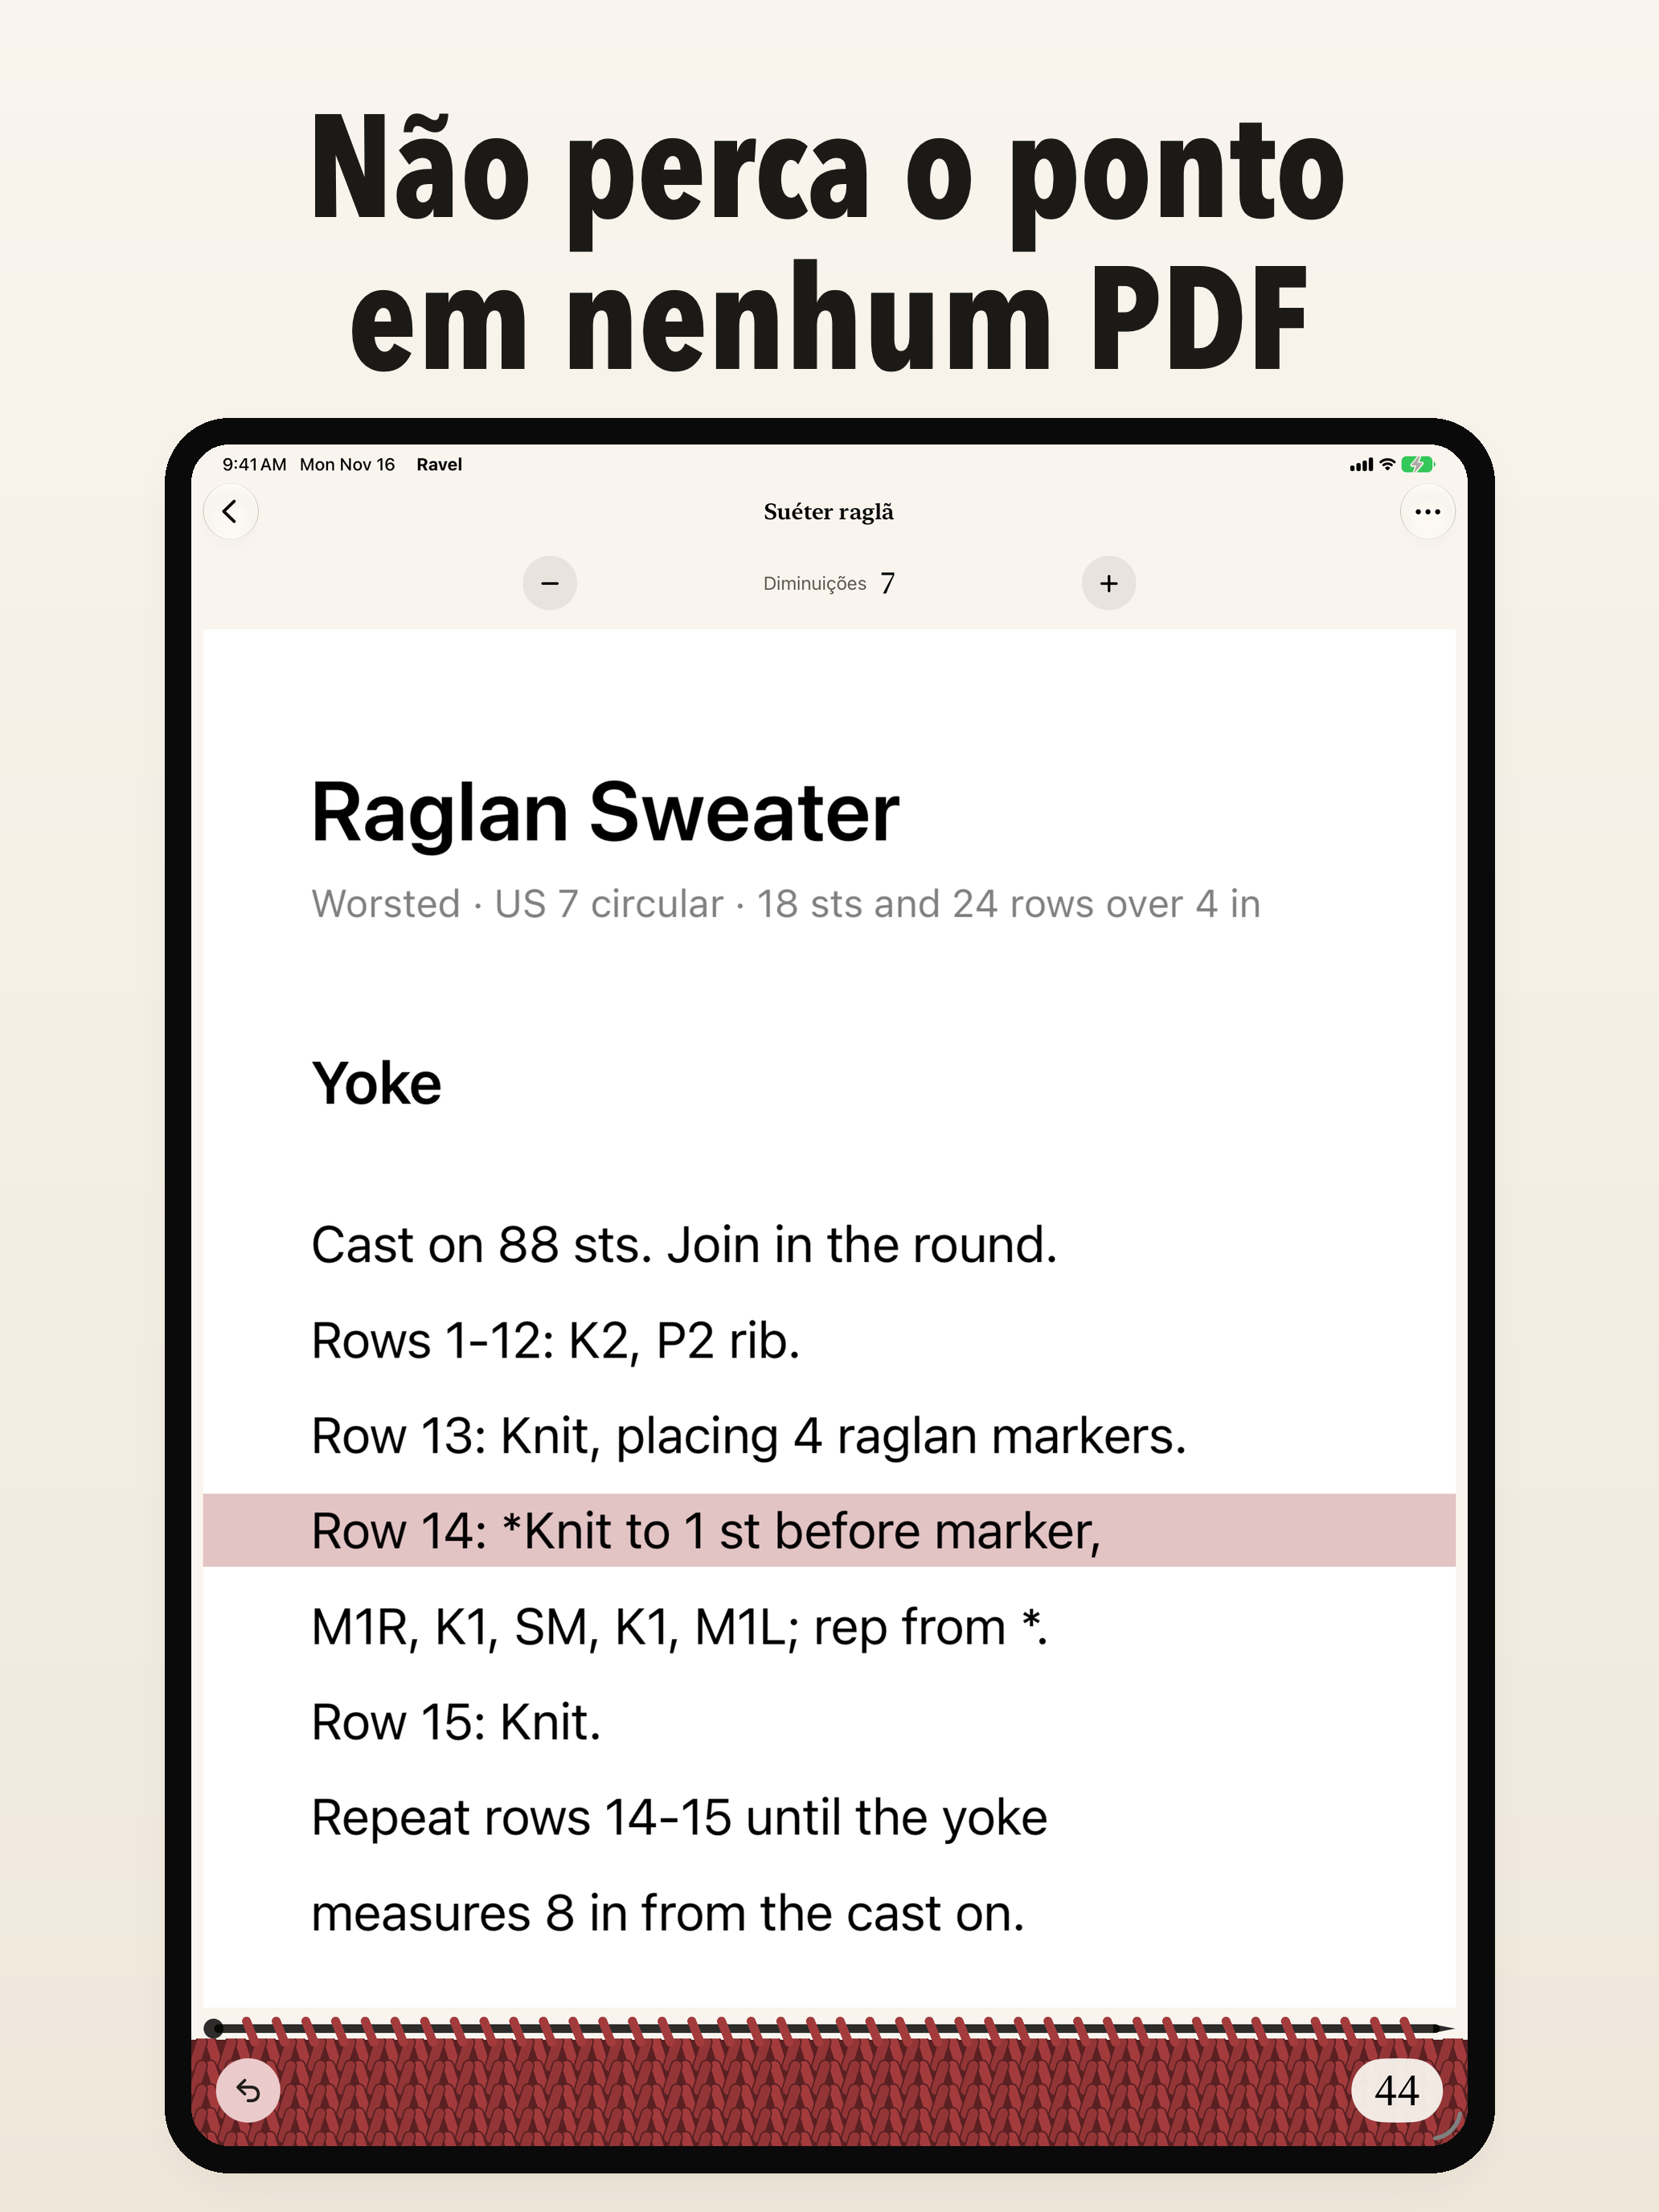 Não perca o ponto
em nenhum PDF
9:41 AM Mon Nov 16 Ravel
Suéter raglã
Diminuições 7
Raglan Sweater
Worsted · US 7 circular · 18 sts and 24 rows over 4 in
Yoke
Cast on 88 sts. Join in the round.
Rows 1-12: K2, P2 rib.
Row 13: Knit, placing 4 raglan markers.
Row 14: *Knit to 1 st before marker,
M1R, K1, SM, K1, M1L; rep from *.
Row 15: Knit.
Repeat rows 14-15 until the yoke
measures 8 in from the cast on.
44